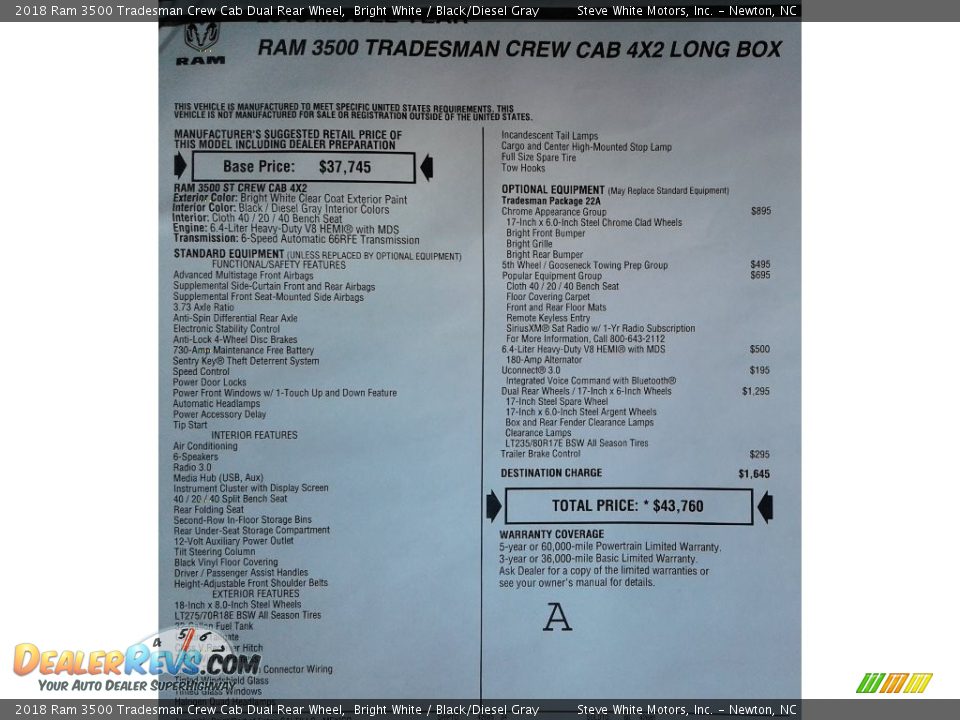 2018 Ram 3500 Tradesman Crew Cab Dual Rear Wheel, Bright White / Black/Diesel Gray Steve White Motors, Inc. - Newton, NC
RAM
RAM 3500 TRADESMAN CREW CAB 4X2 LONG BOX
THIS VEHICLE IS MANUFACTURED TO MEET SPECIFIC UNITED STATES REQUIREMENTS. THIS
VEHICLE IS NOT MANUFACTURED FOR SALE OR REGISTRATION OUTSIDE OF THE UNITED STATES.
MANUFACTURER'S SUGGESTED RETAIL PRICE OF
THIS MODEL INCLUDING DEALER PREPARATION
Base Price: $37,745
RAM 3500 ST CREW CAB 4X2
Exterior Color: Bright White Clear Coat Exterior Paint
Interior Color: Black / Diesel Gray Interior Colors
Interior: Cloth 40 / 20 / 40 Bench Seat
Engine: 6.4-Liter Heavy-Duty V8 HEMI® with MDS
Transmission: 6-Speed Automatic 66RFE Transmission
STANDARD EQUIPMENT (UNLESS REPLACED BY OPTIONAL EQUIPMENT)
FUNCTIONAL/SAFETY FEATURES
Advanced Multistage Front Airbags
Supplemental Side-Curtain Front and Rear Airbags
Supplemental Front Seat-Mounted Side Airbags
3.73 Axle Ratio
Anti-Spin Differential Rear Axle
Electronic Stability Control
Anti-Lock 4-Wheel Disc Brakes
730-Amp Maintenance Free Battery
Sentry Key® Theft Deterrent System
Speed Control
Power Door Locks
Power Front Windows w/ 1-Touch Up and Down Feature
Automatic Headlamps
Power Accessory Delay
Tip Start
INTERIOR FEATURES
Air Conditioning
6-Speakers
Radio 3.0
Media Hub (USB, Aux)
Instrument Cluster with Display Screen
40 / 20 / 40 Split Bench Seat
Rear Folding Seat
Second-Row In-Floor Storage Bins
Rear Under-Seat Storage Compartment
12-Volt Auxiliary Power Outlet
Tilt Steering Column
Black Vinyl Floor Covering
Driver / Passenger Assist Handles
Height-Adjustable Front Shoulder Belts
EXTERIOR FEATURES
18-Inch x 8.0-Inch Steel Wheels
LT275/70R18E BSW All Season Tires
Fuel Tank
Hitch
Connector Wiring
Tinted Windshield Glass
Tinted Glass Windows
Incandescent Tail Lamps
Cargo and Center High-Mounted Stop Lamp
Full Size Spare Tire
Tow Hooks
OPTIONAL EQUIPMENT (May Replace Standard Equipment)
Tradesman Package 22A
Chrome Appearance Group $895
17-Inch x 6.0-Inch Steel Chrome Clad Wheels
Bright Front Bumper
Bright Grille
Bright Rear Bumper
5th Wheel / Gooseneck Towing Prep Group $495
Popular Equipment Group $695
Cloth 40 / 20 / 40 Bench Seat
Floor Covering Carpet
Front and Rear Floor Mats
Remote Keyless Entry
SiriusXM® Sat Radio w/ 1-Yr Radio Subscription
For More Information, Call 800-643-2112
6.4-Liter Heavy-Duty V8 HEMI® with MDS $500
180-Amp Alternator
Uconnect® 3.0 $195
Integrated Voice Command with Bluetooth®
Dual Rear Wheels / 17-Inch x 6-Inch Wheels $1,295
17-Inch Steel Spare Wheel
17-Inch x 6.0-Inch Steel Argent Wheels
Box and Rear Fender Clearance Lamps
Clearance Lamps
LT235/80R17E BSW All Season Tires
Trailer Brake Control $295
DESTINATION CHARGE $1,645
TOTAL PRICE: * $43,760
WARRANTY COVERAGE
5-year or 60,000-mile Powertrain Limited Warranty.
3-year or 36,000-mile Basic Limited Warranty.
Ask Dealer for a copy of the limited warranties or
see your owner's manual for details.
A
4 5 6
DealerRevs.com
Your Auto Dealer SuperHighway
2018 Ram 3500 Tradesman Crew Cab Dual Rear Wheel, Bright White / Black/Diesel Gray Steve White Motors, Inc. - Newton, NC